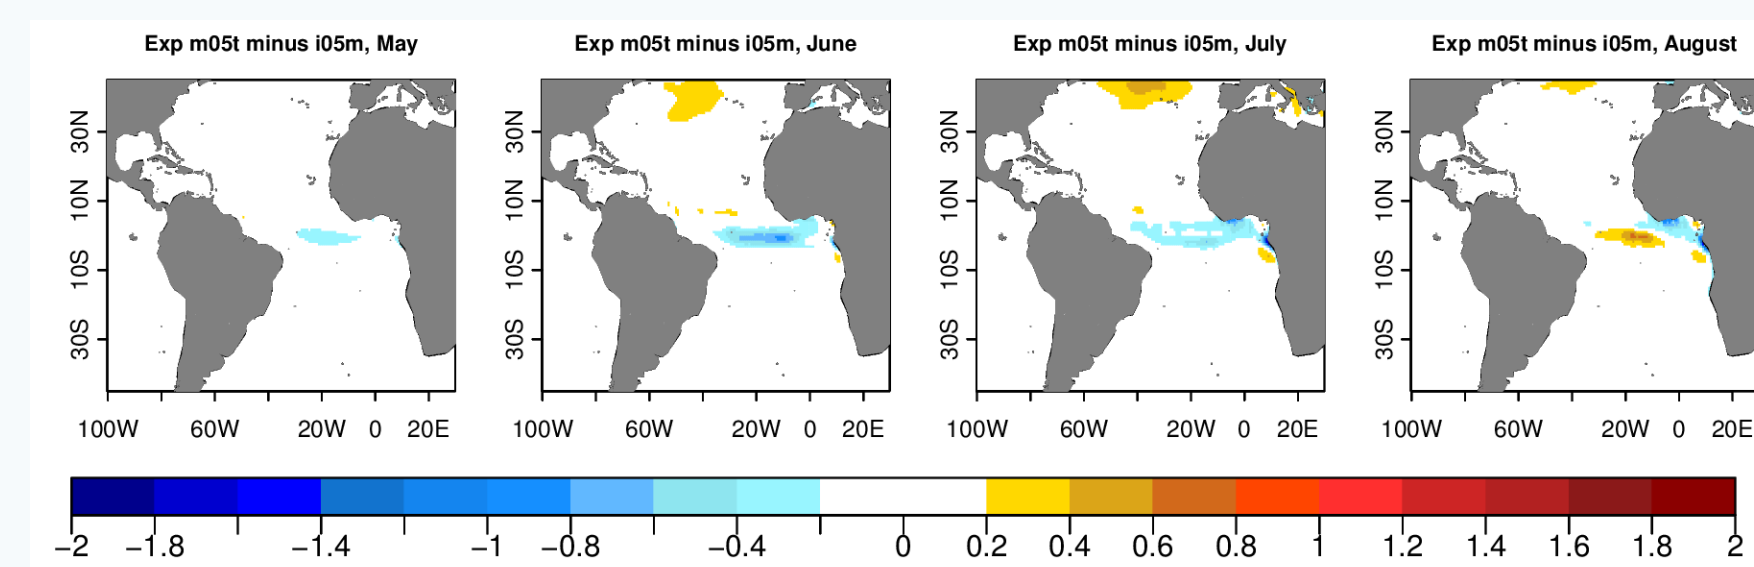 Exp m05t minus i05m, May
Exp m05t minus i05m, June
Exp m05t minus i05m, July
Exp m05t minus i05m, August
30N 10N 10S 30S
30N 10N 10S 30S
30N 10N 10S 30S
30N 10N 10S 30S
100W 60W 20W 0 20E
100W 60W 20W 0 20E
100W 60W 20W 0 20E
100W 60W 20W 0 20E
−2 −1.8 −1.4 −1 −0.8 −0.4 0 0.2 0.4 0.6 0.8 1 1.2 1.4 1.6 1.8 2